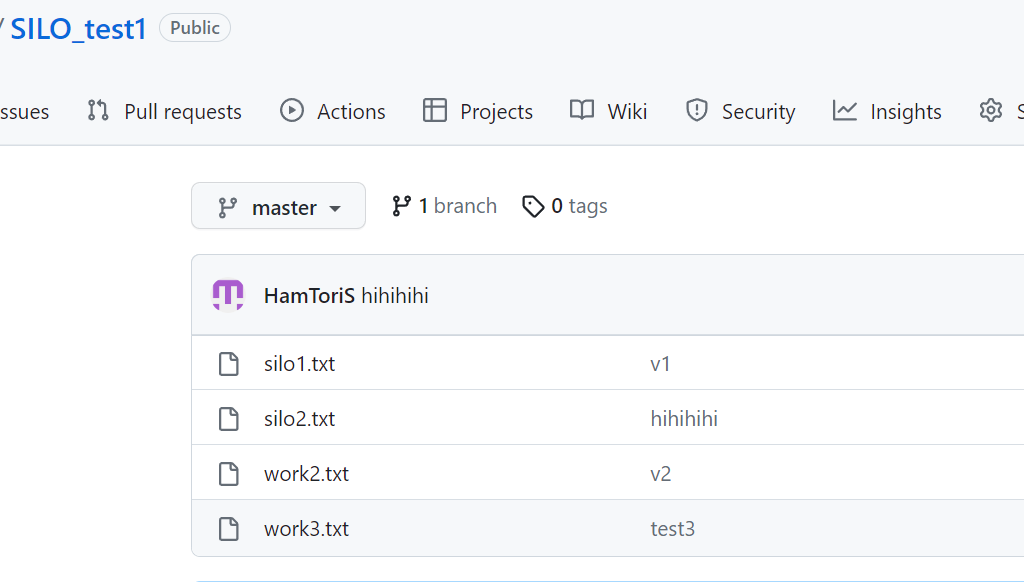 / SILO_test1 Public
ssues Pull requests Actions Projects Wiki Security Insights S
master 1 branch 0 tags
HamToriS hihihihi
silo1.txt v1
silo2.txt hihihihi
work2.txt v2
work3.txt test3